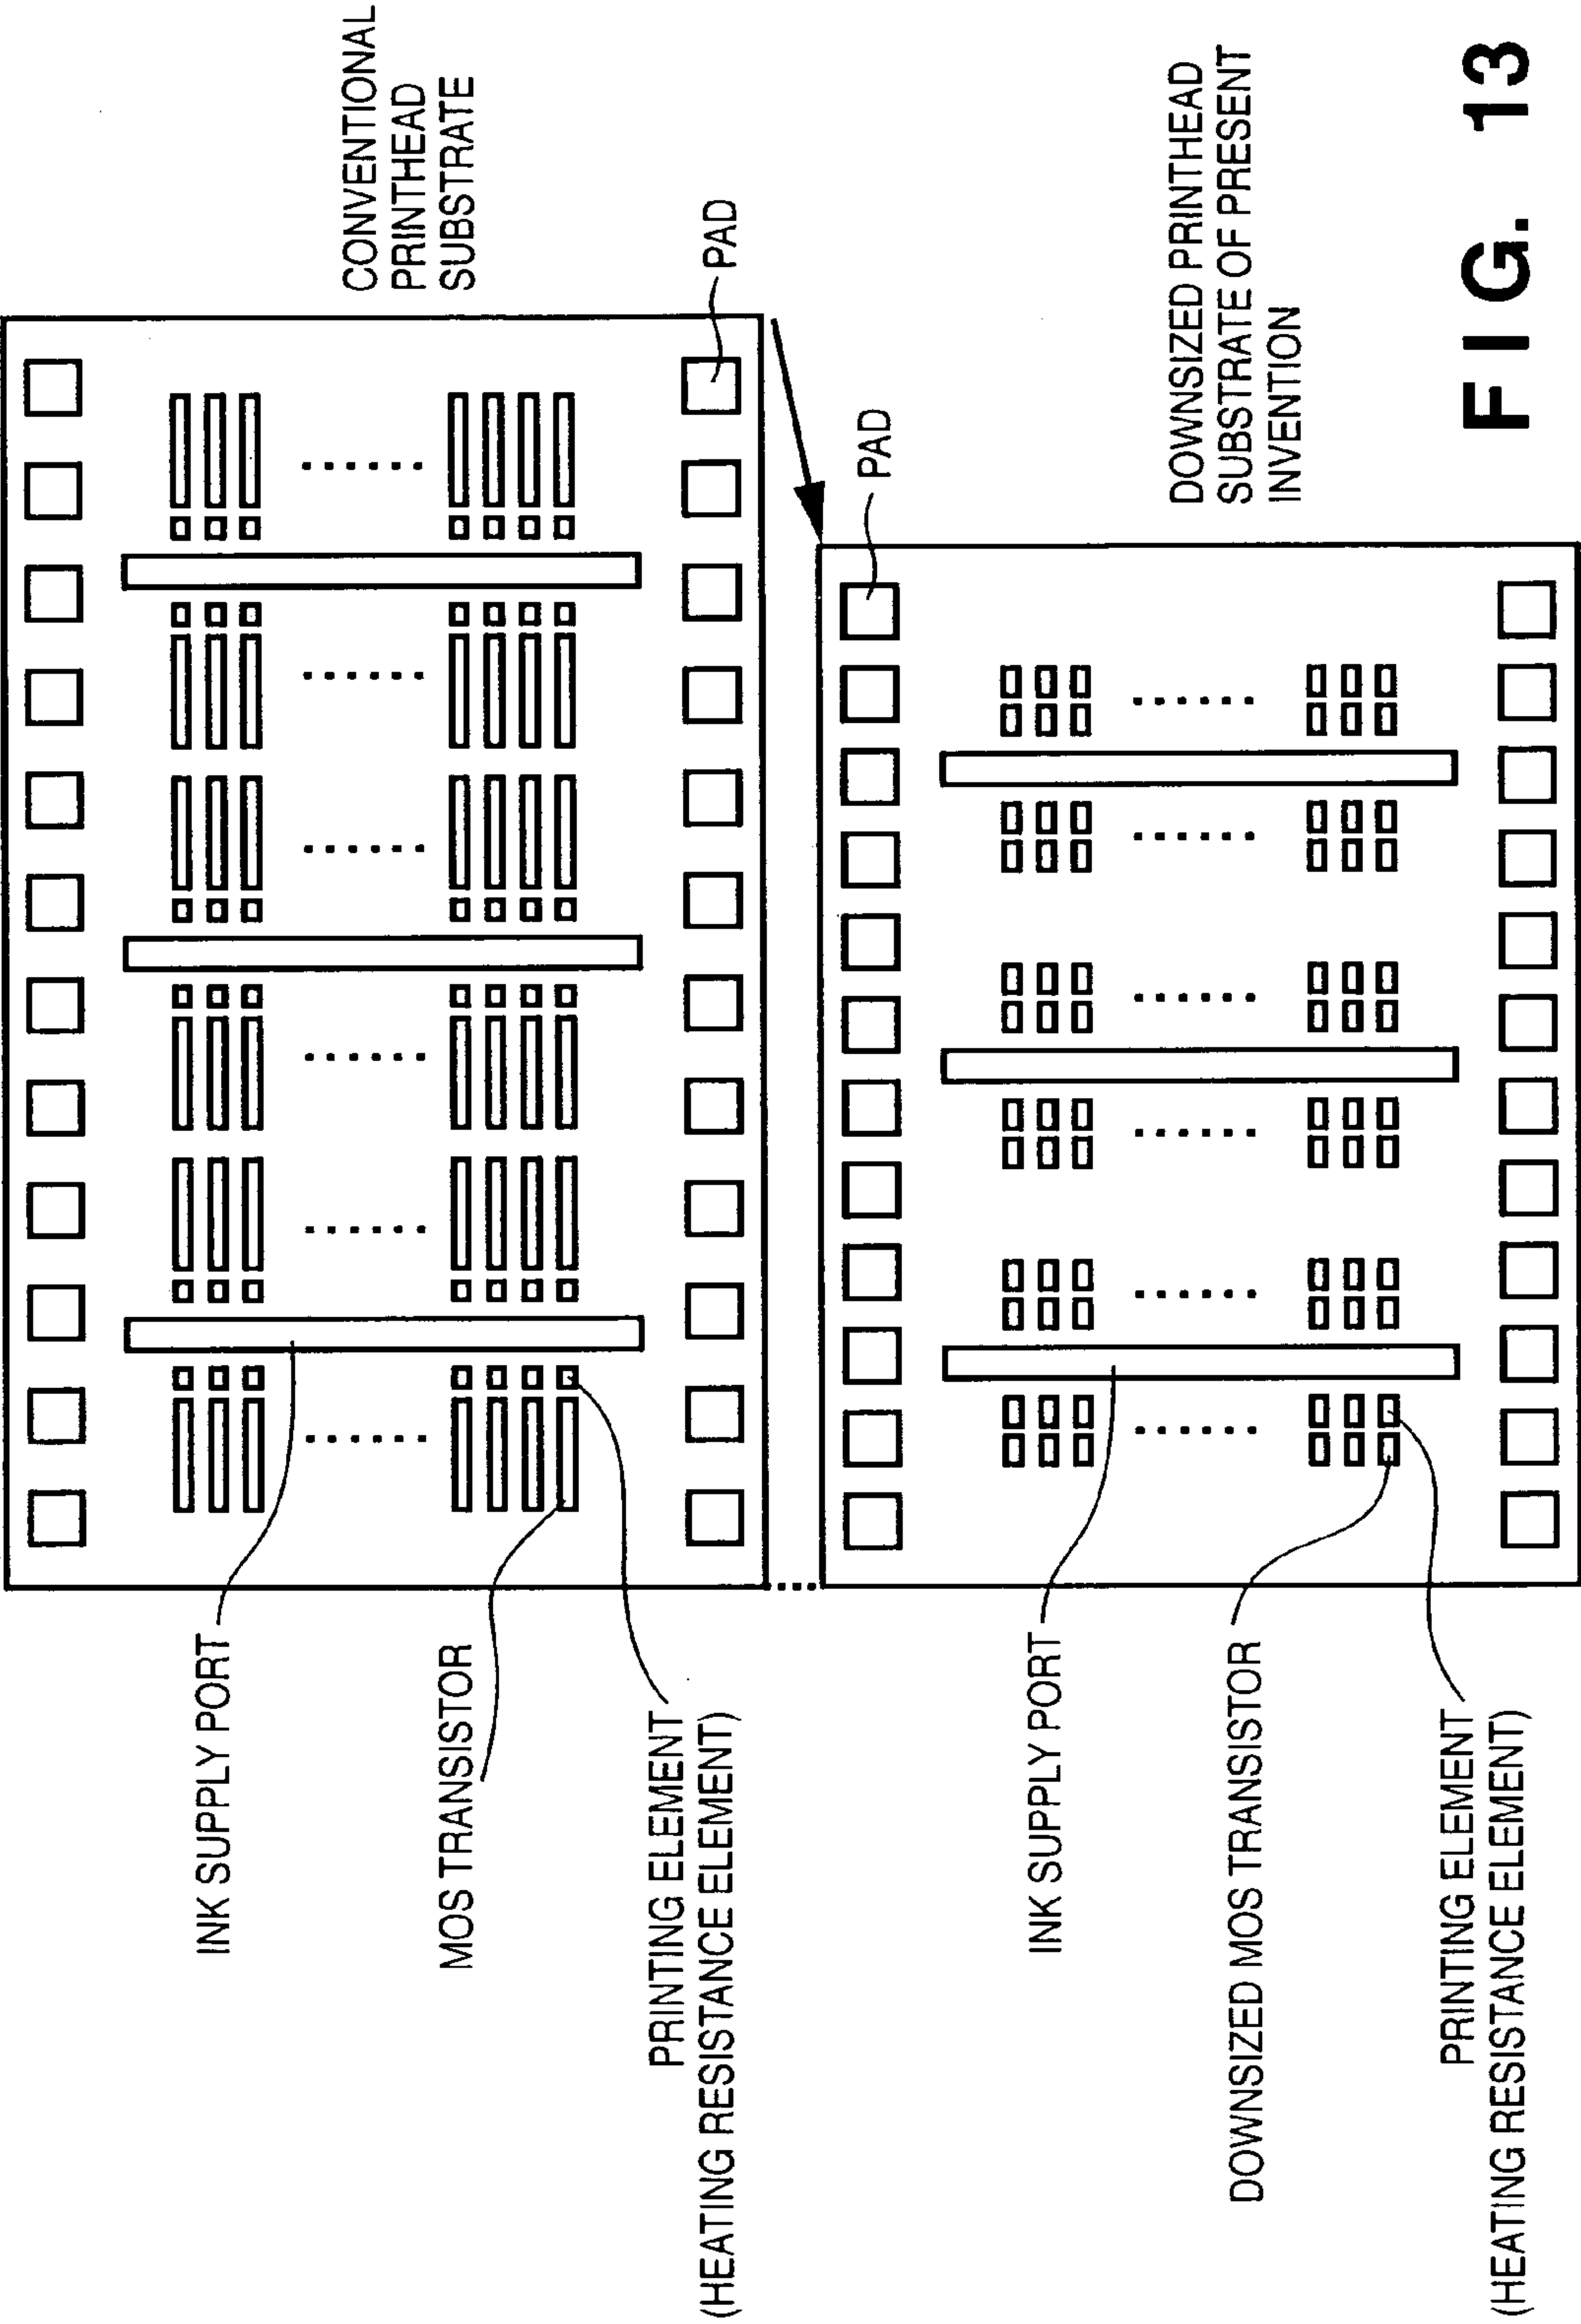 CONVENTIONAL
PRINTHEAD
SUBSTRATE
PAD
INK SUPPLY PORT
MOS TRANSISTOR
PRINTING ELEMENT
(HEATING RESISTANCE ELEMENT)
PAD
DOWNSIZED PRINTHEAD
SUBSTRATE OF PRESENT
INVENTION
INK SUPPLY PORT
DOWNSIZED MOS TRANSISTOR
PRINTING ELEMENT
(HEATING RESISTANCE ELEMENT)
FIG. 13